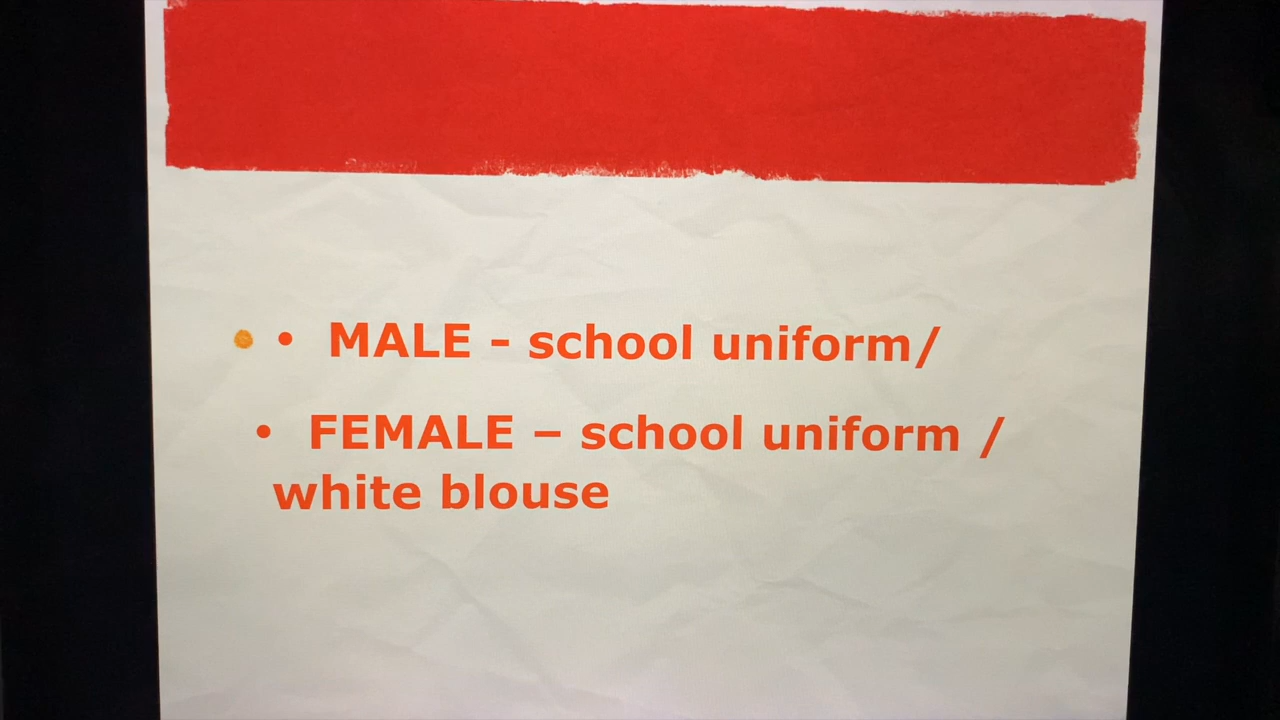 • MALE - school uniform/
• FEMALE – school uniform /
white blouse